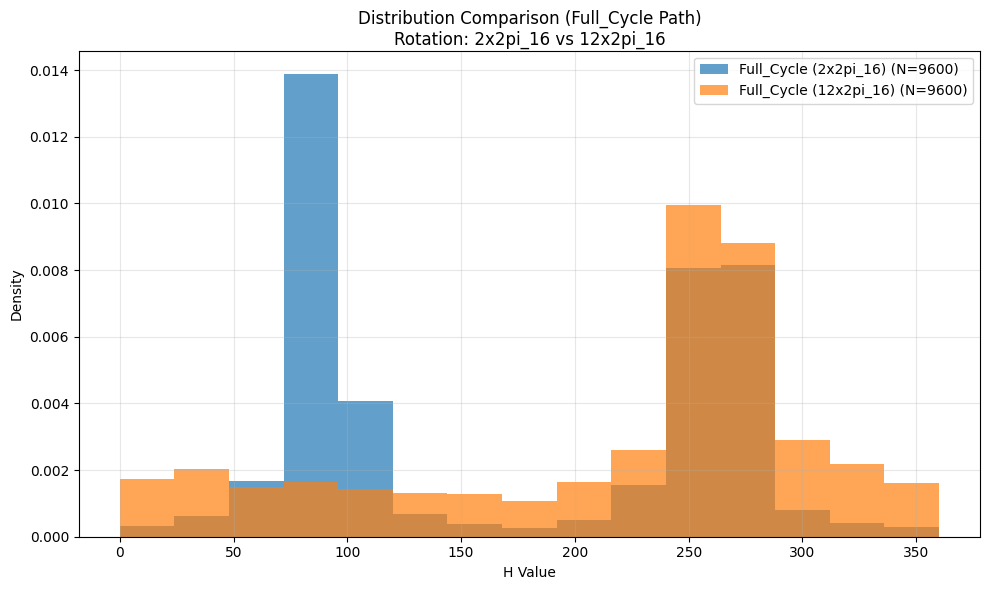 Distribution Comparison (Full_Cycle Path)
Rotation: 2x2pi_16 vs 12x2pi_16
Full_Cycle (2x2pi_16) (N=9600)
Full_Cycle (12x2pi_16) (N=9600)
Density
0.014
0.012
0.010
0.008
0.006
0.004
0.002
0.000
0 50 100 150 200 250 300 350
H Value